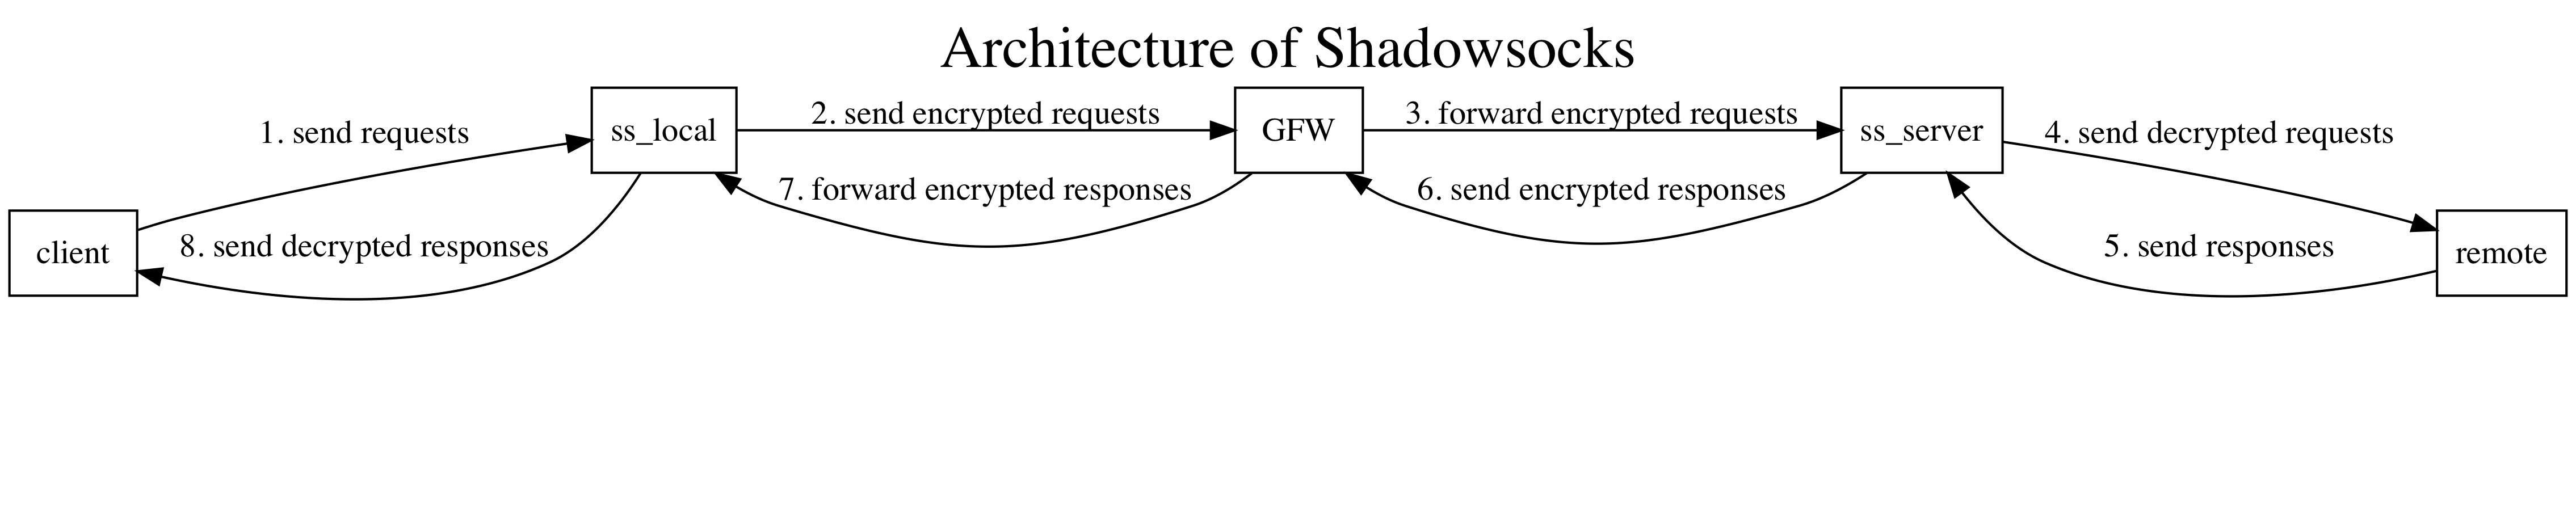 Architecture of Shadowsocks
1. send requests
ss_local
2. send encrypted requests
GFW
3. forward encrypted requests
ss_server
4. send decrypted requests
7. forward encrypted responses
6. send encrypted responses
client
8. send decrypted responses
5. send responses
remote